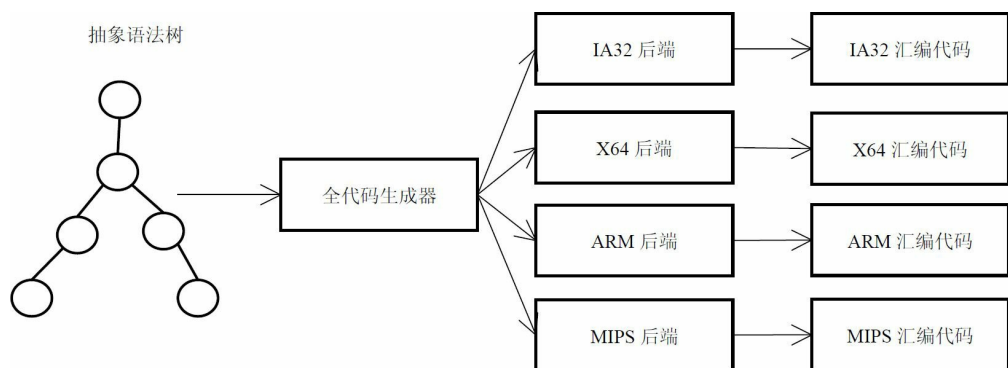 抽象语法树
全代码生成器
IA32 后端
IA32 汇编代码
X64 后端
X64 汇编代码
ARM 后端
ARM 汇编代码
MIPS 后端
MIPS 汇编代码